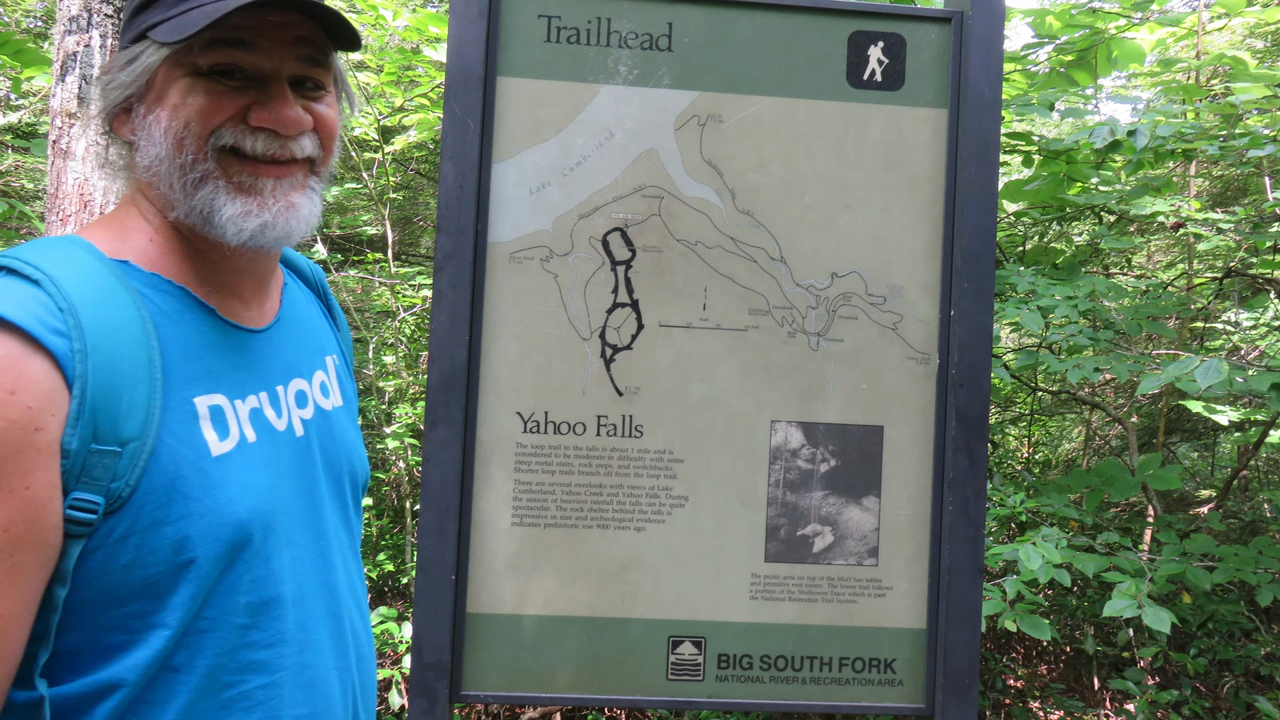 Trailhead
Drupal
Lake Cumberland
Yahoo Falls
The loop trail to the falls is about 1 mile and is
considered to be moderate in difficulty with some
steep metal stairs, rock steps, and switchbacks.
Shorter loop trails branch off from the loop trail.
There are several overlooks with views of Lake
Cumberland, Yahoo Creek and Yahoo Falls. During
the season of heaviest rainfall the falls can be quite
spectacular. The rock shelter behind the falls is
impressive in size and archeological evidence
indicates prehistoric use 9000 years ago.
The picnic area on top of the bluff has tables
and primitive rest rooms. The lower trail follows
a portion of the Sheltowee Trace which is part
the National Recreation Trail System.
BIG SOUTH FORK
NATIONAL RIVER & RECREATION AREA